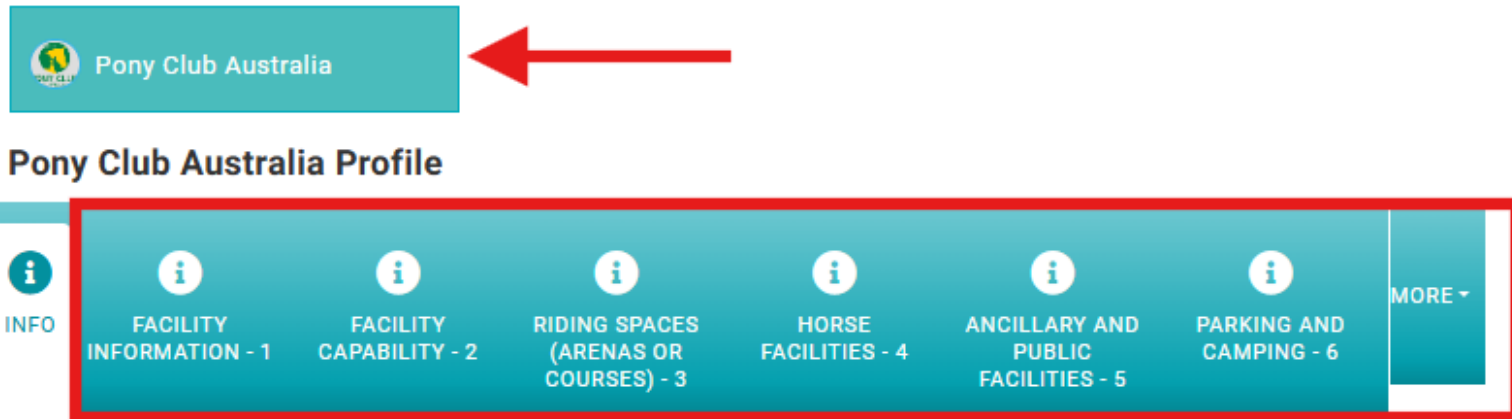 Pony Club Australia
Pony Club Australia Profile
INFO
FACILITY
INFORMATION - 1
FACILITY
CAPABILITY - 2
RIDING SPACES
(ARENAS OR
COURSES) - 3
HORSE
FACILITIES - 4
ANCILLARY AND
PUBLIC
FACILITIES - 5
PARKING AND
CAMPING - 6
MORE